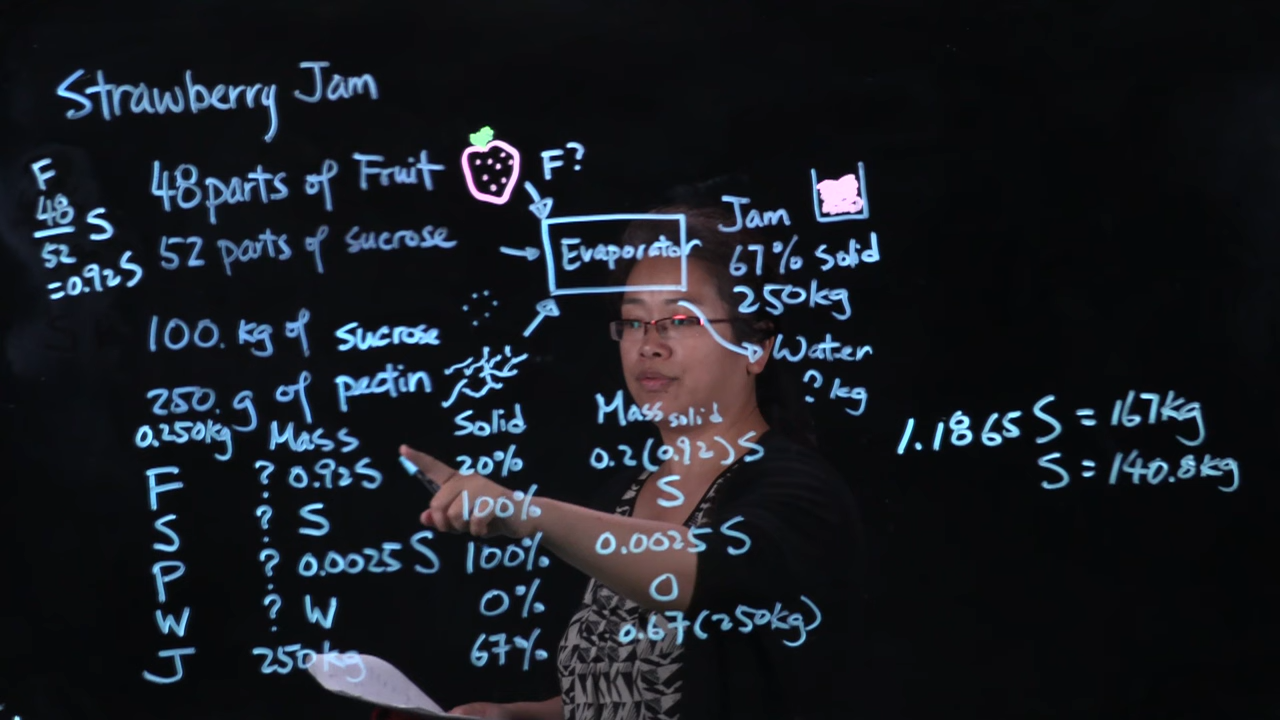 Strawberry Jam
F
48/52 S
=0.92S
48 parts of Fruit
52 parts of sucrose
100. kg of sucrose
250. g of pectin
0.250kg
F?
Evaporator
Jam
67% solid
250kg
Water
? kg
Mass Solid Mass solid
F ? 0.92S 20% 0.2(0.92)S
S ? S 100% S
P ? 0.0025 S 100% 0.0025 S
W ? W 0% 0
J 250kg 67% 0.67(250kg)
1.1865 S = 167kg
S = 140.8kg